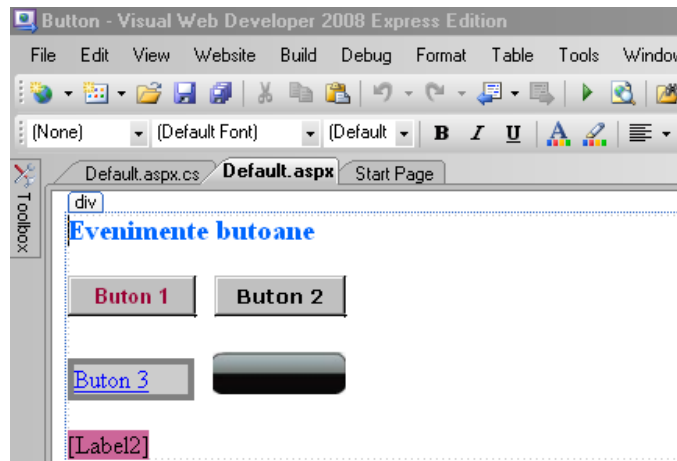 Button - Visual Web Developer 2008 Express Edition
File Edit View Website Build Debug Format Table Tools Window
(None) (Default Font) (Default B I U A
Default.aspx.cs Default.aspx Start Page
Toolbox
div
Evenimente butoane
Buton 1 Buton 2
Buton 3
[Label2]